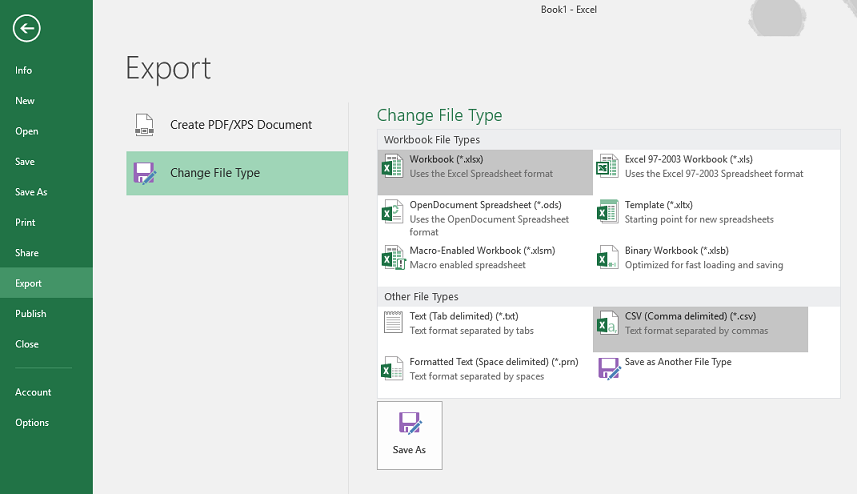 Book1 - Excel
Info
New
Open
Save
Save As
Print
Share
Export
Publish
Close
Account
Options
Export
Create PDF/XPS Document
Change File Type
Change File Type
Workbook File Types
Workbook (*.xlsx)
Uses the Excel Spreadsheet format
Excel 97-2003 Workbook (*.xls)
Uses the Excel 97-2003 Spreadsheet format
OpenDocument Spreadsheet (*.ods)
Uses the OpenDocument Spreadsheet
format
Template (*.xltx)
Starting point for new spreadsheets
Macro-Enabled Workbook (*.xlsm)
Macro enabled spreadsheet
Binary Workbook (*.xlsb)
Optimized for fast loading and saving
Other File Types
Text (Tab delimited) (*.txt)
Text format separated by tabs
CSV (Comma delimited) (*.csv)
Text format separated by commas
Formatted Text (Space delimited) (*.prn)
Text format separated by spaces
Save as Another File Type
Save As